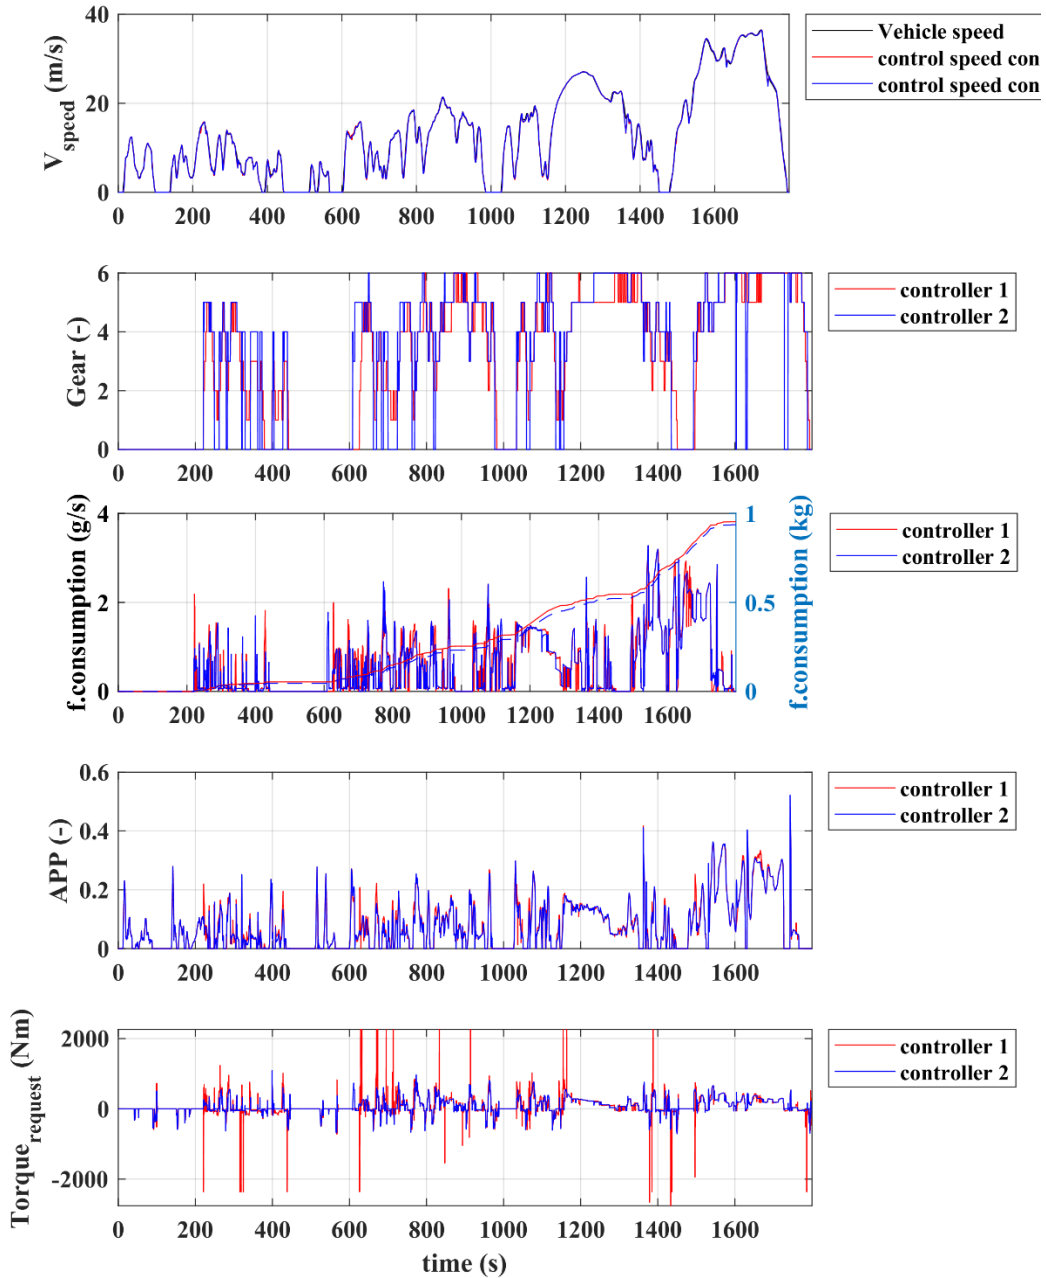 40
20
0
V_speed (m/s)
0 200 400 600 800 1000 1200 1400 1600
Vehicle speed
control speed con
control speed con
6
4
2
0
Gear (-)
0 200 400 600 800 1000 1200 1400 1600
controller 1
controller 2
4
2
0
f.consumption (g/s)
1
0.5
0
f.consumption (kg)
0 200 400 600 800 1000 1200 1400 1600
controller 1
controller 2
0.6
0.4
0.2
0
APP (-)
0 200 400 600 800 1000 1200 1400 1600
controller 1
controller 2
2000
0
-2000
Torque_request (Nm)
0 200 400 600 800 1000 1200 1400 1600
time (s)
controller 1
controller 2